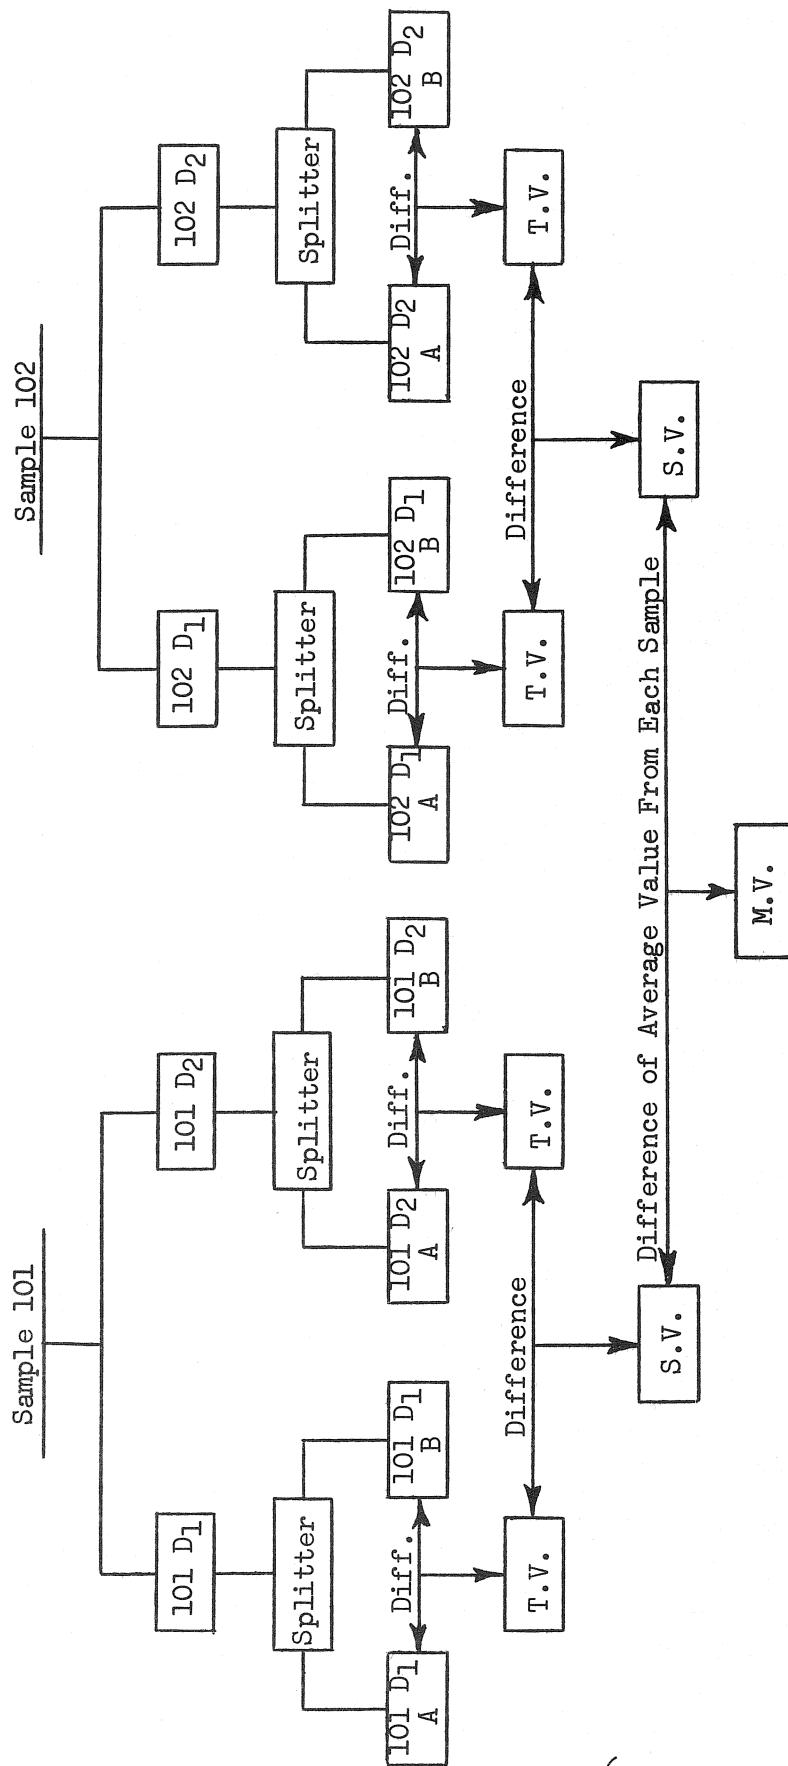 Sample 101
Sample 102
101 D1
101 D2
102 D1
102 D2
Splitter
Splitter
Splitter
Splitter
101 D1
A
Diff.
101 D1
B
101 D2
A
Diff.
101 D2
B
102 D1
A
Diff.
102 D1
B
102 D2
A
Diff.
102 D2
B
T.V.
Difference
T.V.
T.V.
Difference
T.V.
S.V.
Difference of Average Value From Each Sample
S.V.
M.V.